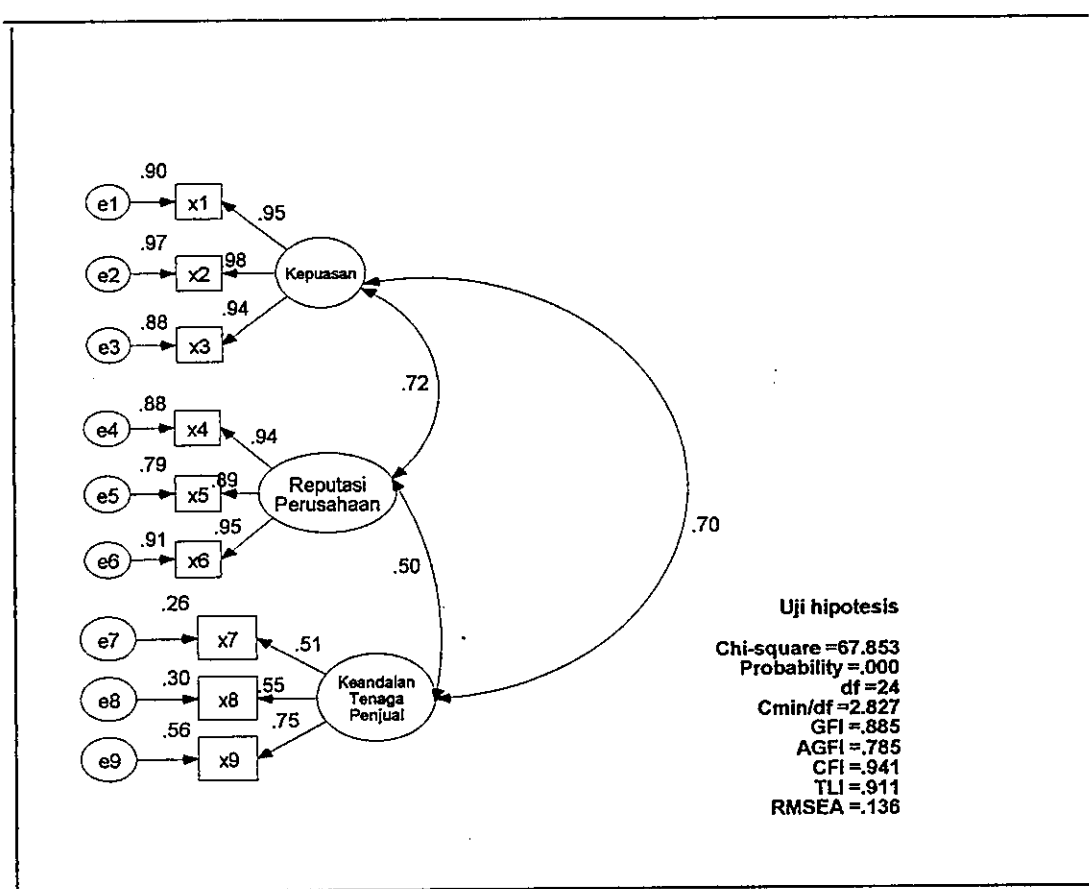 .90
e1 x1 .95
.97
e2 x2 .98 Kepuasan
.94
.88
e3 x3
.72
.88
e4 x4 .94
.79
e5 x5 .89 Reputasi
Perusahaan
.95
.91
e6 x6
.70
.50
.26
e7 x7 .51
.30
e8 x8 .55 Keandalan
Tenaga
Penjual
.75
.56
e9 x9
Uji hipotesis
Chi-square =67.853
Probability =.000
df =24
Cmin/df =2.827
GFI =.885
AGFI =.785
CFI =.941
TLI =.911
RMSEA =.136